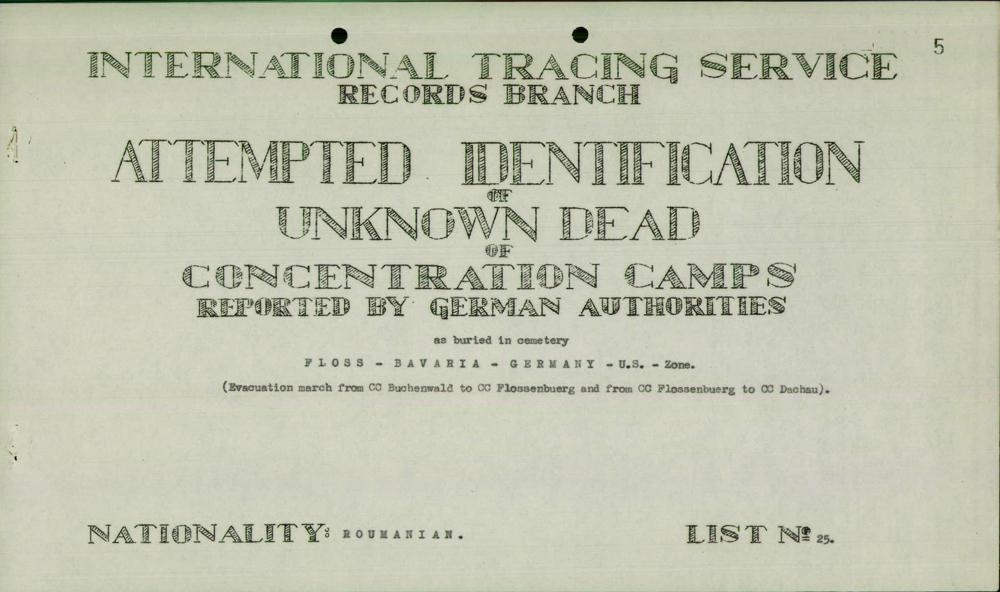 5
INTERNATIONAL TRACING SERVICE
RECORDS BRANCH
ATTEMPTED IDENTIFICATION
OF
UNKNOWN DEAD
OF
CONCENTRATION CAMPS
REPORTED BY GERMAN AUTHORITIES
as buried in cemetery
FLOSS - BAVARIA - GERMANY - U.S. - Zone.
(Evacuation march from CC Buchenwald to CC Flossenbuerg and from CC Flossenbuerg to CC Dachau).
NATIONALITY: ROUMANIAN. LIST Nº 25.